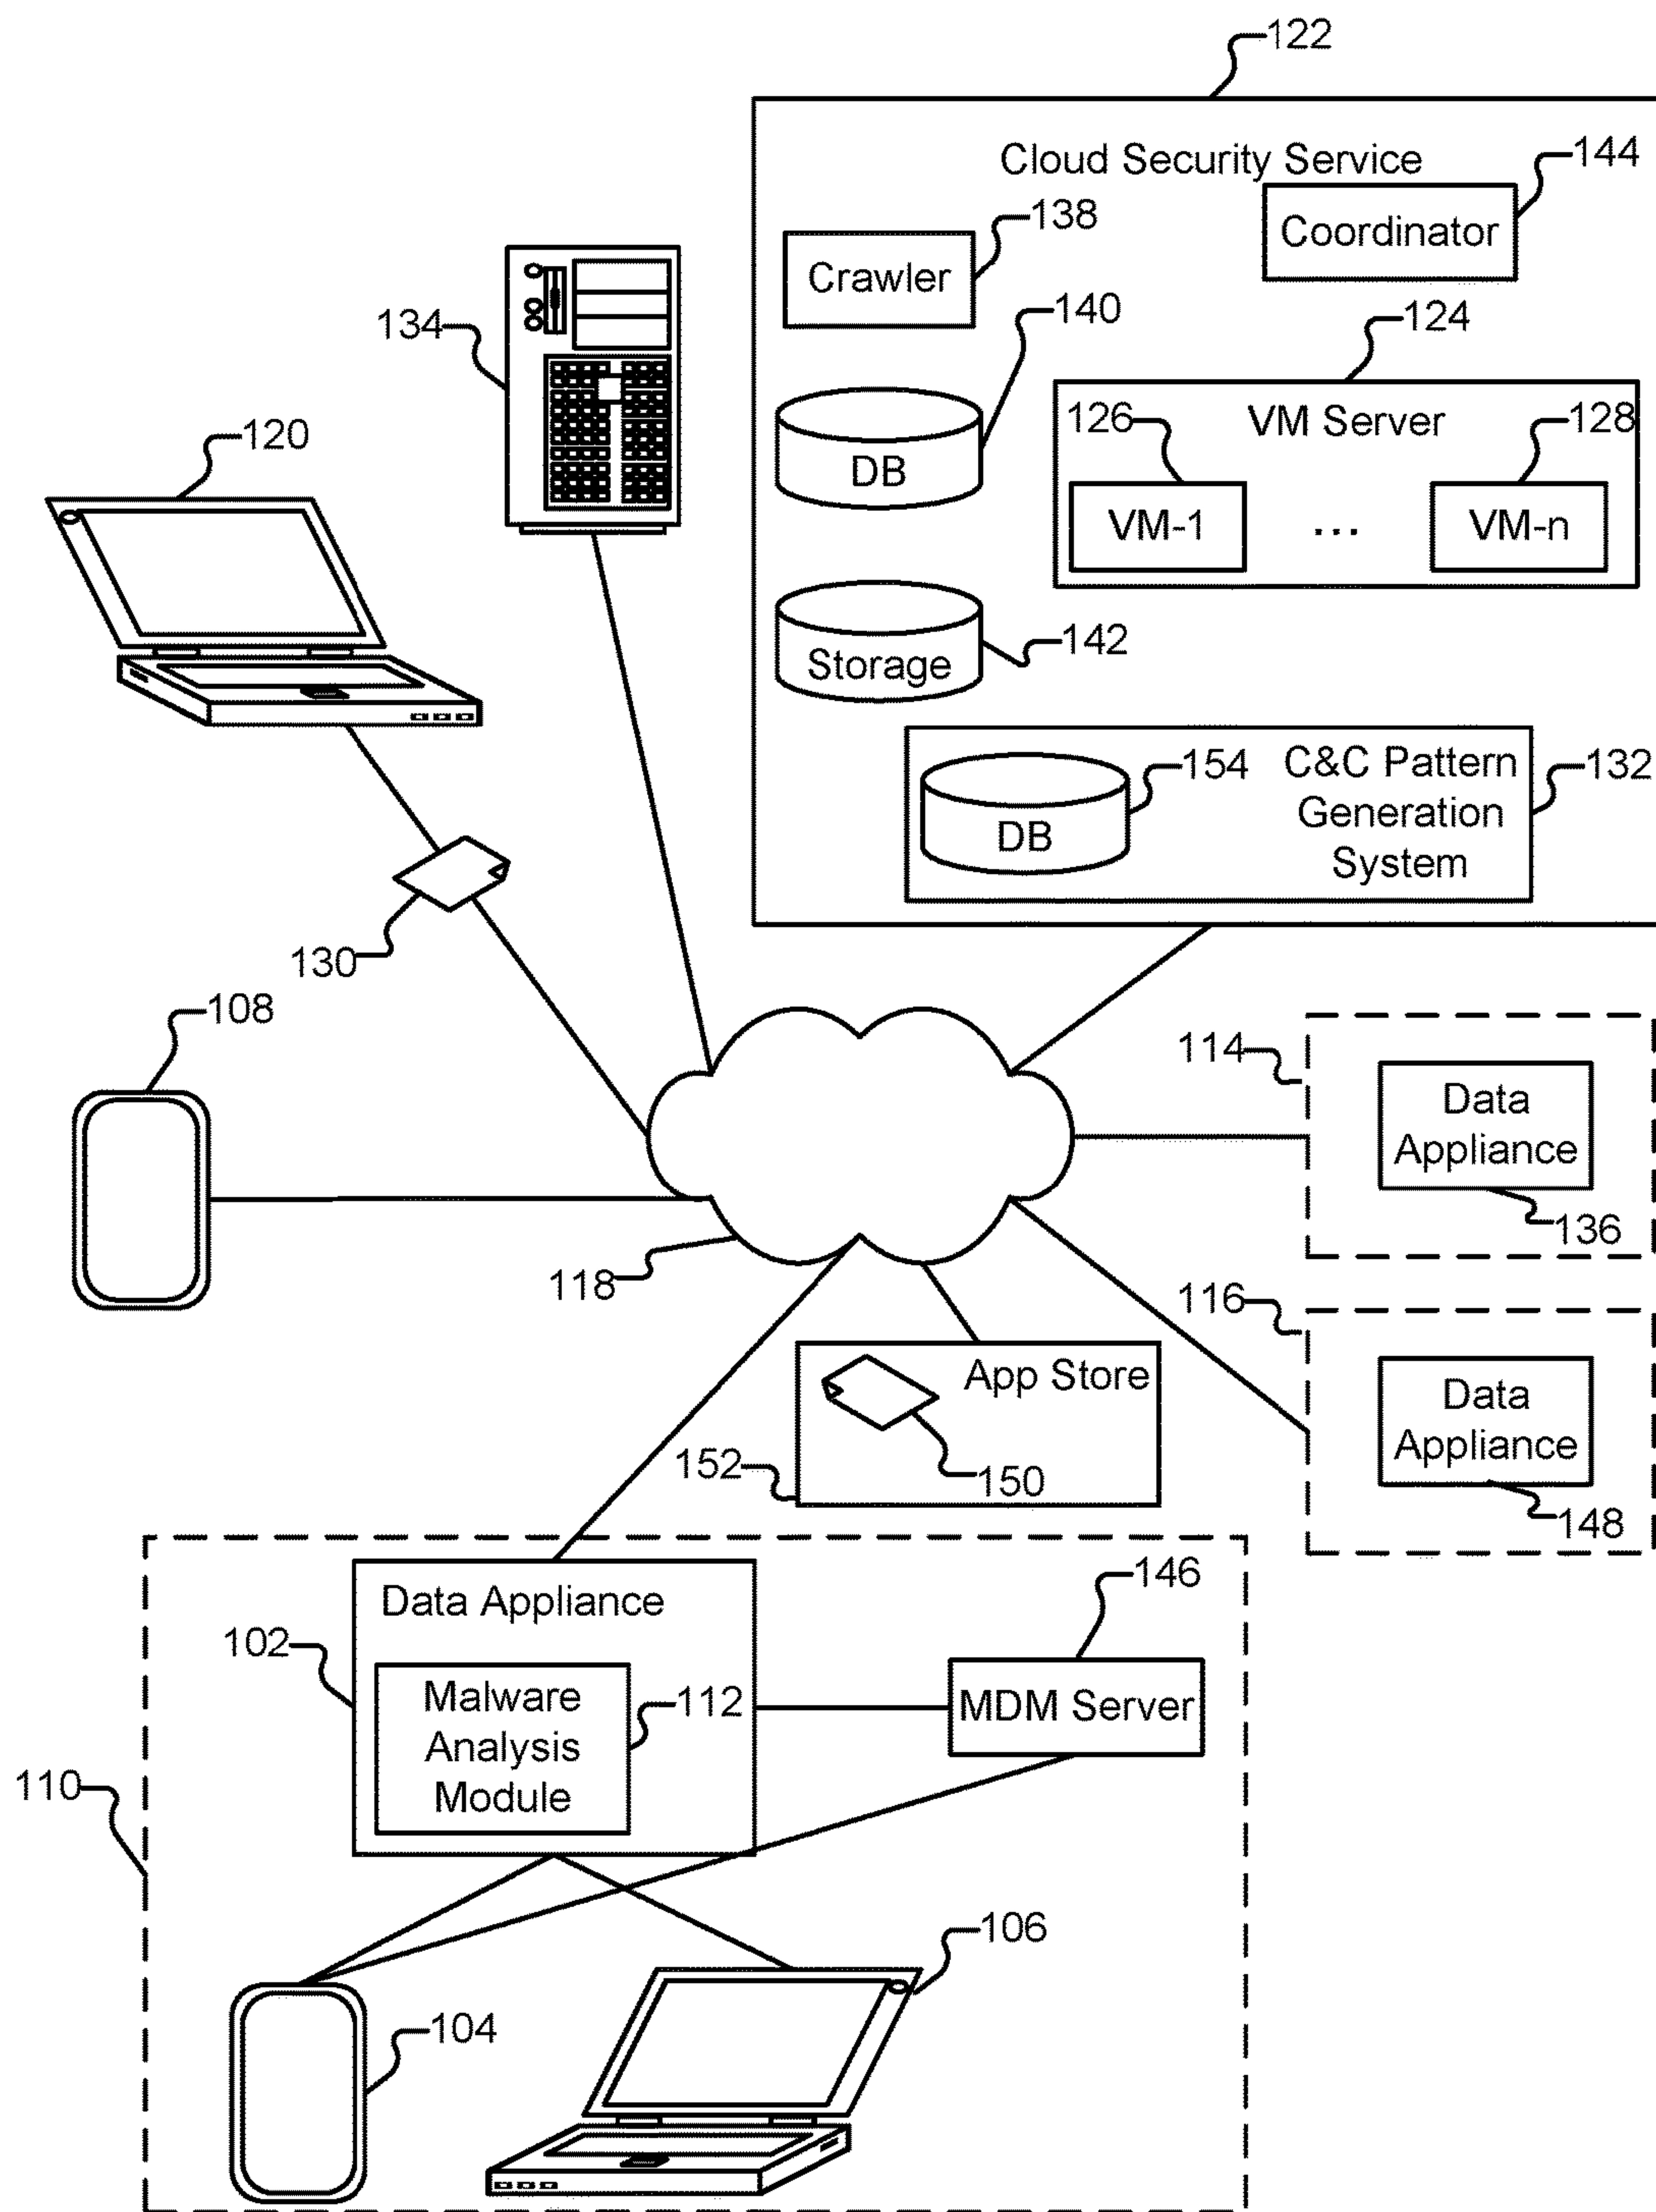 122
Cloud Security Service
144
Coordinator
138
Crawler
140
DB
124
VM Server
126
128
VM-1
...
VM-n
142
Storage
154
DB
C&C Pattern
Generation
System
132
134
120
130
108
118
114
Data
Appliance
136
116
Data
Appliance
148
App Store
150
152
110
Data Appliance
102
Malware
Analysis
Module
112
146
MDM Server
104
106